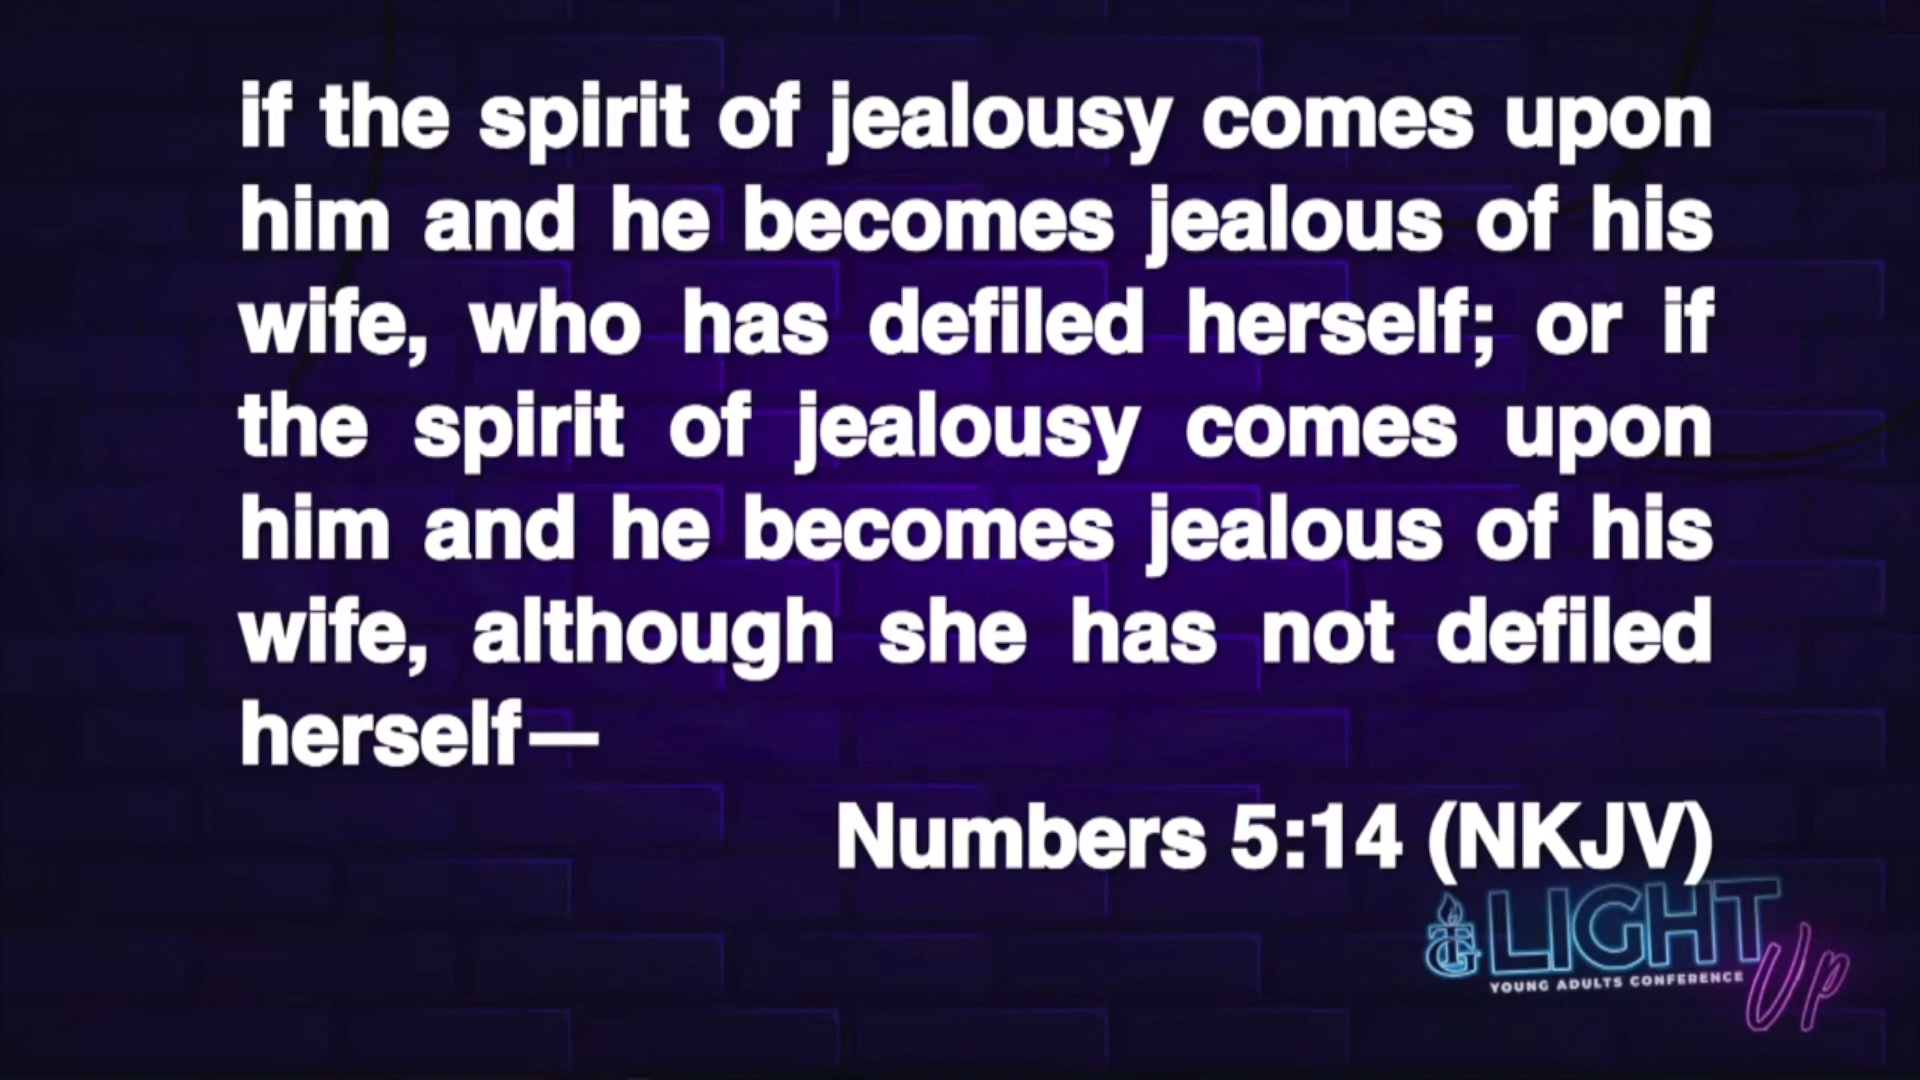 if the spirit of jealousy comes upon
him and he becomes jealous of his
wife, who has defiled herself; or if
the spirit of jealousy comes upon
him and he becomes jealous of his
wife, although she has not defiled
herself—
Numbers 5:14 (NKJV)
LIGHT
Up
YOUNG ADULTS CONFERENCE